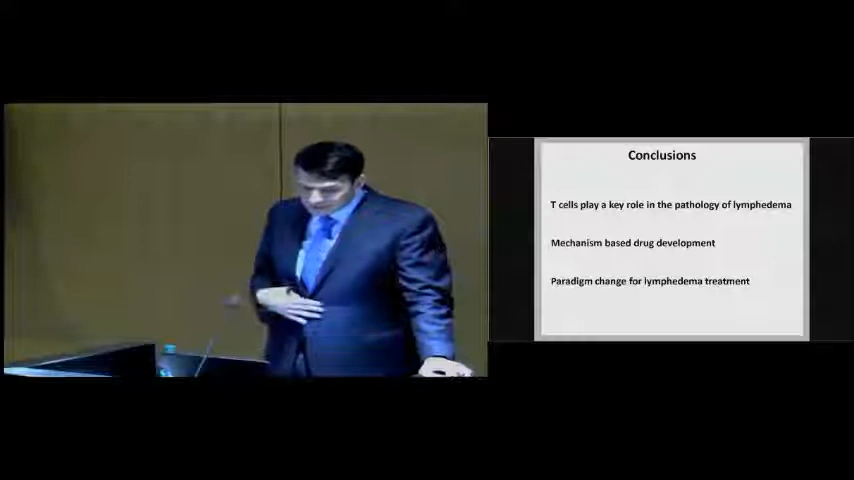 Conclusions
T cells play a key role in the pathology of lymphedema
Mechanism based drug development
Paradigm change for lymphedema treatment